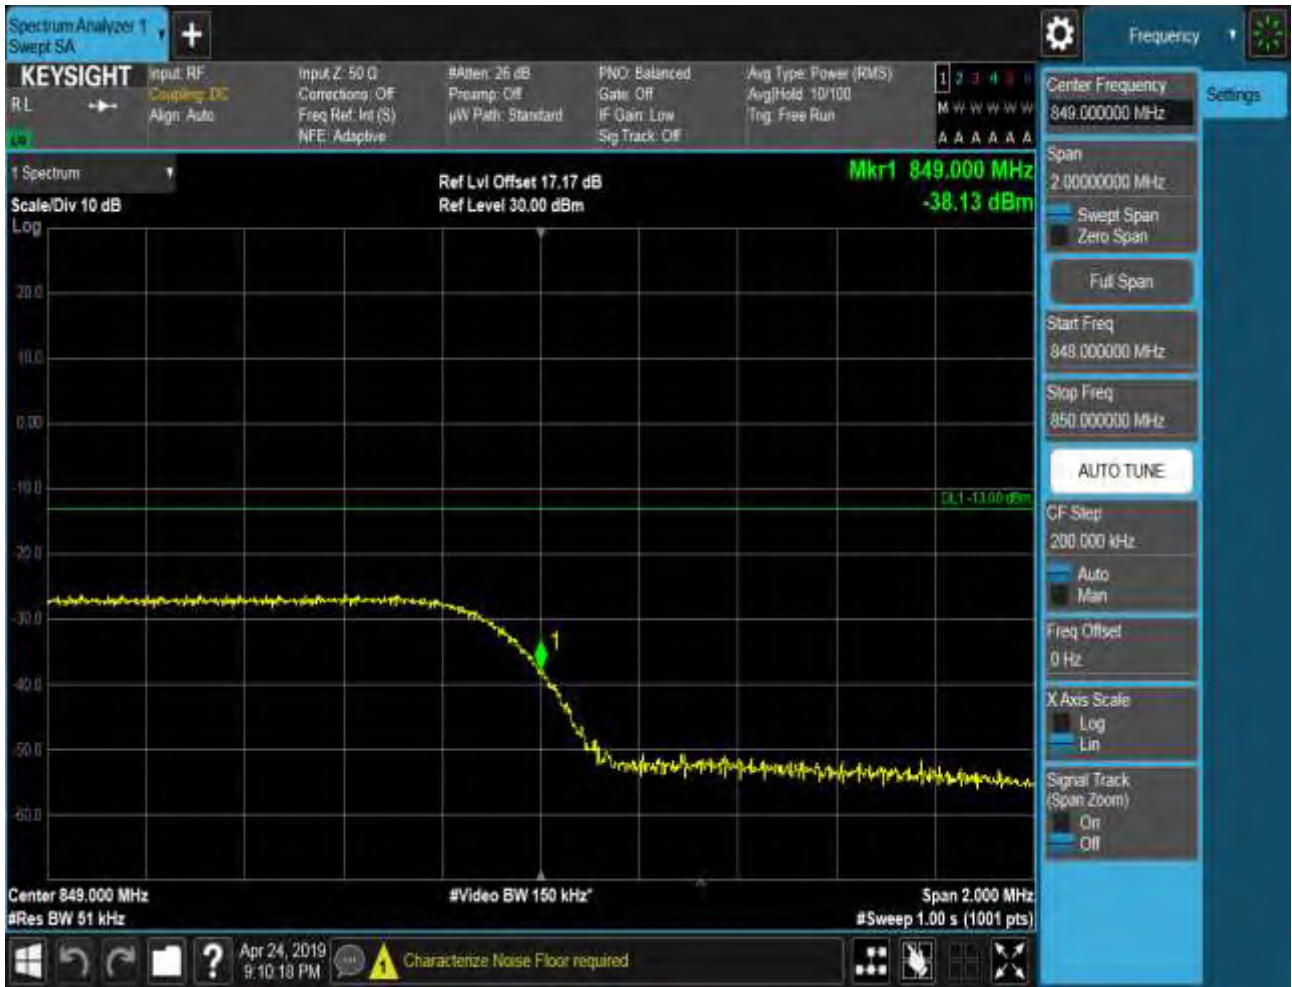 Spectrum Analyzer 1
Swept SA
+
Frequency
KEYSIGHT
RL
Input: RF
Coupling: DC
Align: Auto
Input Z: 50 Ω
Corrections: Off
Freq Ref: Int (S)
NFE: Adaptive
#Atten: 26 dB
Preamp: Off
µW Path: Standard
PNO: Balanced
Gate: Off
IF Gain: Low
Sig Track: Off
Avg Type: Power (RMS)
Avg|Hold: 10/100
Trig: Free Run
1 2 3 4 5 6
M W W W W W
A A A A A A
Center Frequency
849.000000 MHz
Settings
Span
2.00000000 MHz
Swept Span
Zero Span
Full Span
Start Freq
848.000000 MHz
Stop Freq
850.000000 MHz
AUTO TUNE
CF Step
200.000 kHz
Auto
Man
Freq Offset
0 Hz
X Axis Scale
Log
Lin
Signal Track
(Span Zoom)
On
Off
1 Spectrum
Scale/Div 10 dB
Log
Ref Lvl Offset 17.17 dB
Ref Level 30.00 dBm
Mkr1 849.000 MHz
-38.13 dBm
20.0
10.0
0.00
-10.0
DL1 -13.00 dBm
-20.0
-30.0
1
-40.0
-50.0
-60.0
Center 849.000 MHz
#Video BW 150 kHz*
Span 2.000 MHz
#Res BW 51 kHz
#Sweep 1.00 s (1001 pts)
?
Apr 24, 2019
9:10:18 PM
1
Characterize Noise Floor required